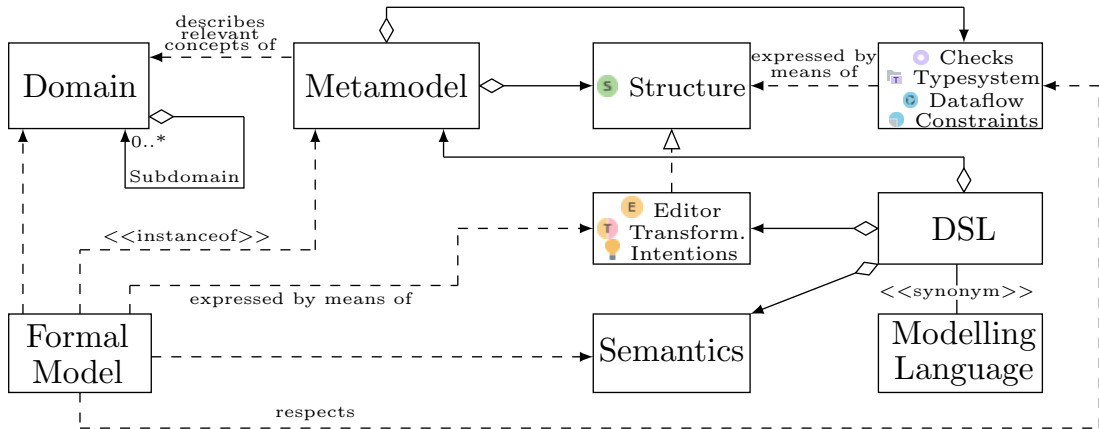 describes
relevant
concepts of
Domain
Metamodel
S Structure
expressed by
means of
Checks
T Typesystem
Dataflow
Constraints
0..*
Subdomain
<<instanceof>>
E Editor
T Transform.
Intentions
DSL
expressed by means of
<<synonym>>
Formal
Model
Semantics
Modelling
Language
respects